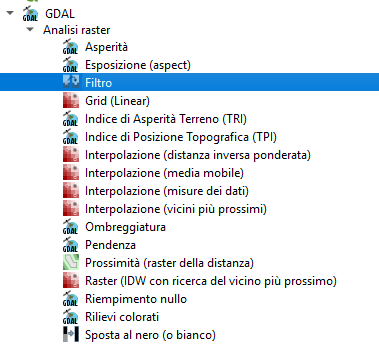 GDAL
Analisi raster
Asperità
Esposizione (aspect)
Filtro
Grid (Linear)
Indice di Asperità Terreno (TRI)
Indice di Posizione Topografica (TPI)
Interpolazione (distanza inversa ponderata)
Interpolazione (media mobile)
Interpolazione (misure dei dati)
Interpolazione (vicini più prossimi)
Ombreggiatura
Pendenza
Prossimità (raster della distanza)
Raster (IDW con ricerca del vicino più prossimo)
Riempimento nullo
Rilievi colorati
Sposta al nero (o bianco)